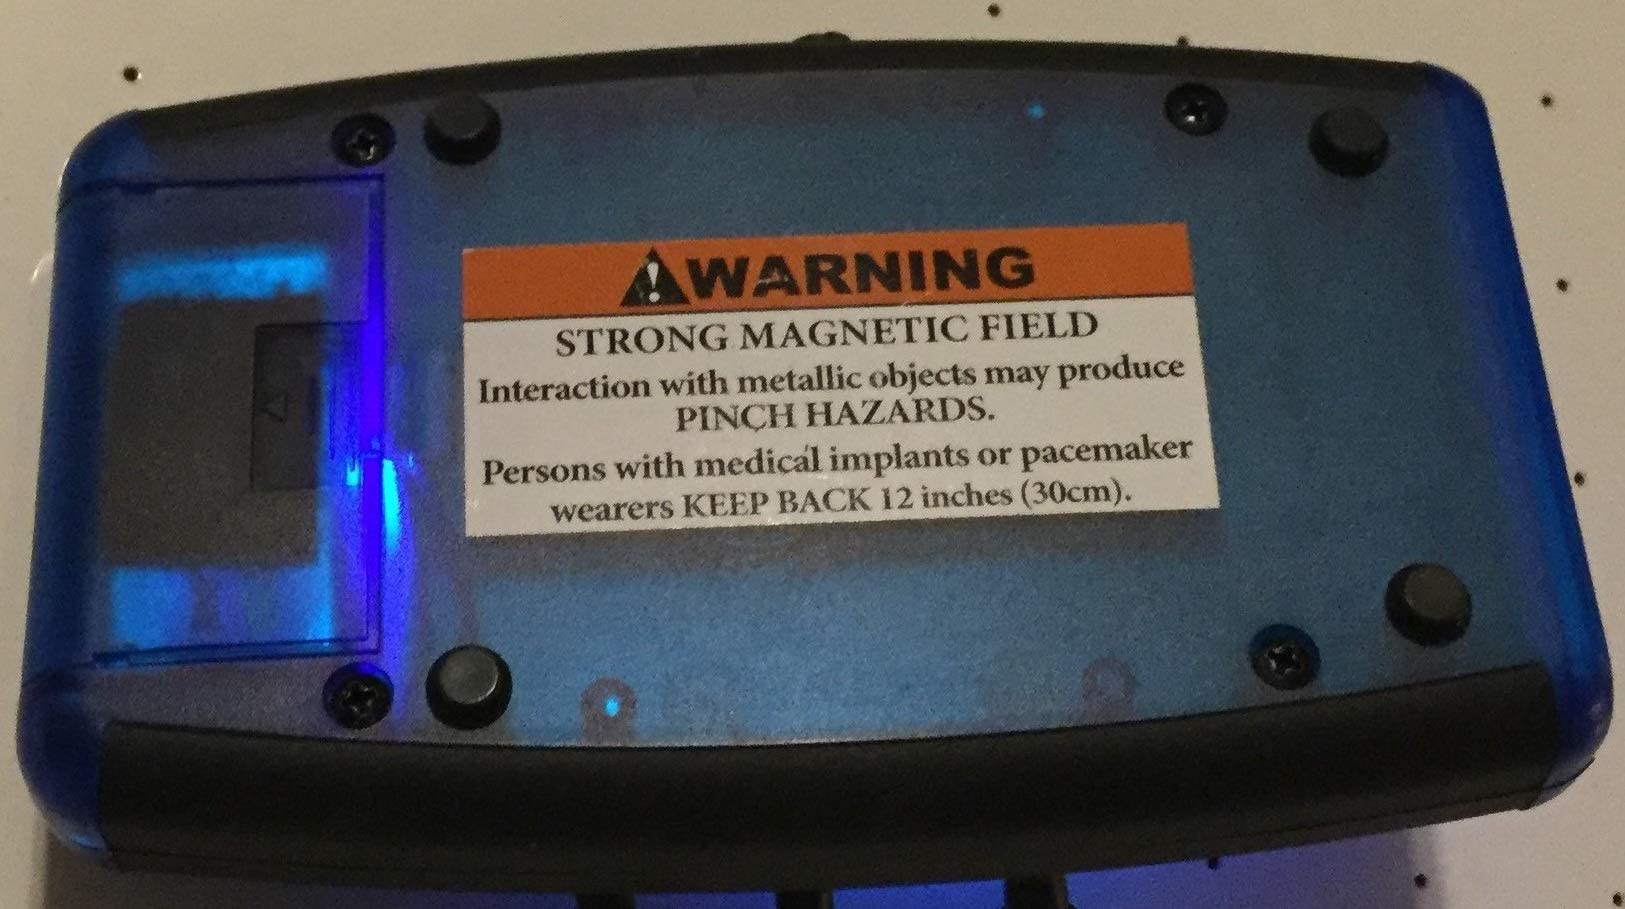 WARNING
STRONG MAGNETIC FIELD
Interaction with metallic objects may produce
PINCH HAZARDS.
Persons with medical implants or pacemaker
wearers KEEP BACK 12 inches (30cm).